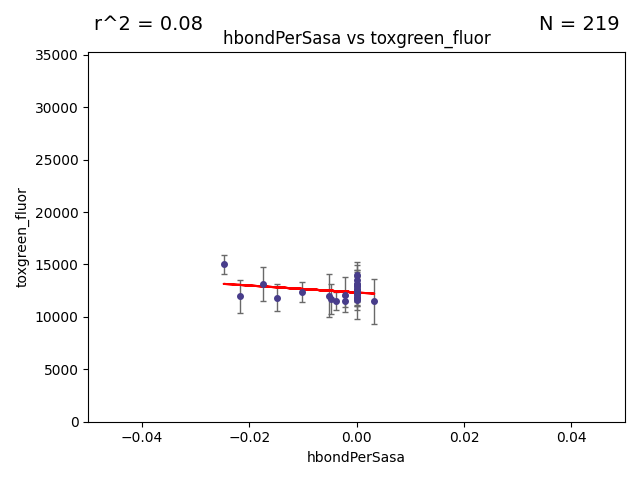 r^2 = 0.08
N = 219
hbondPerSasa vs toxgreen_fluor
35000
30000
25000
20000
15000
10000
5000
0
toxgreen_fluor
−0.04
−0.02
0.00
0.02
0.04
hbondPerSasa